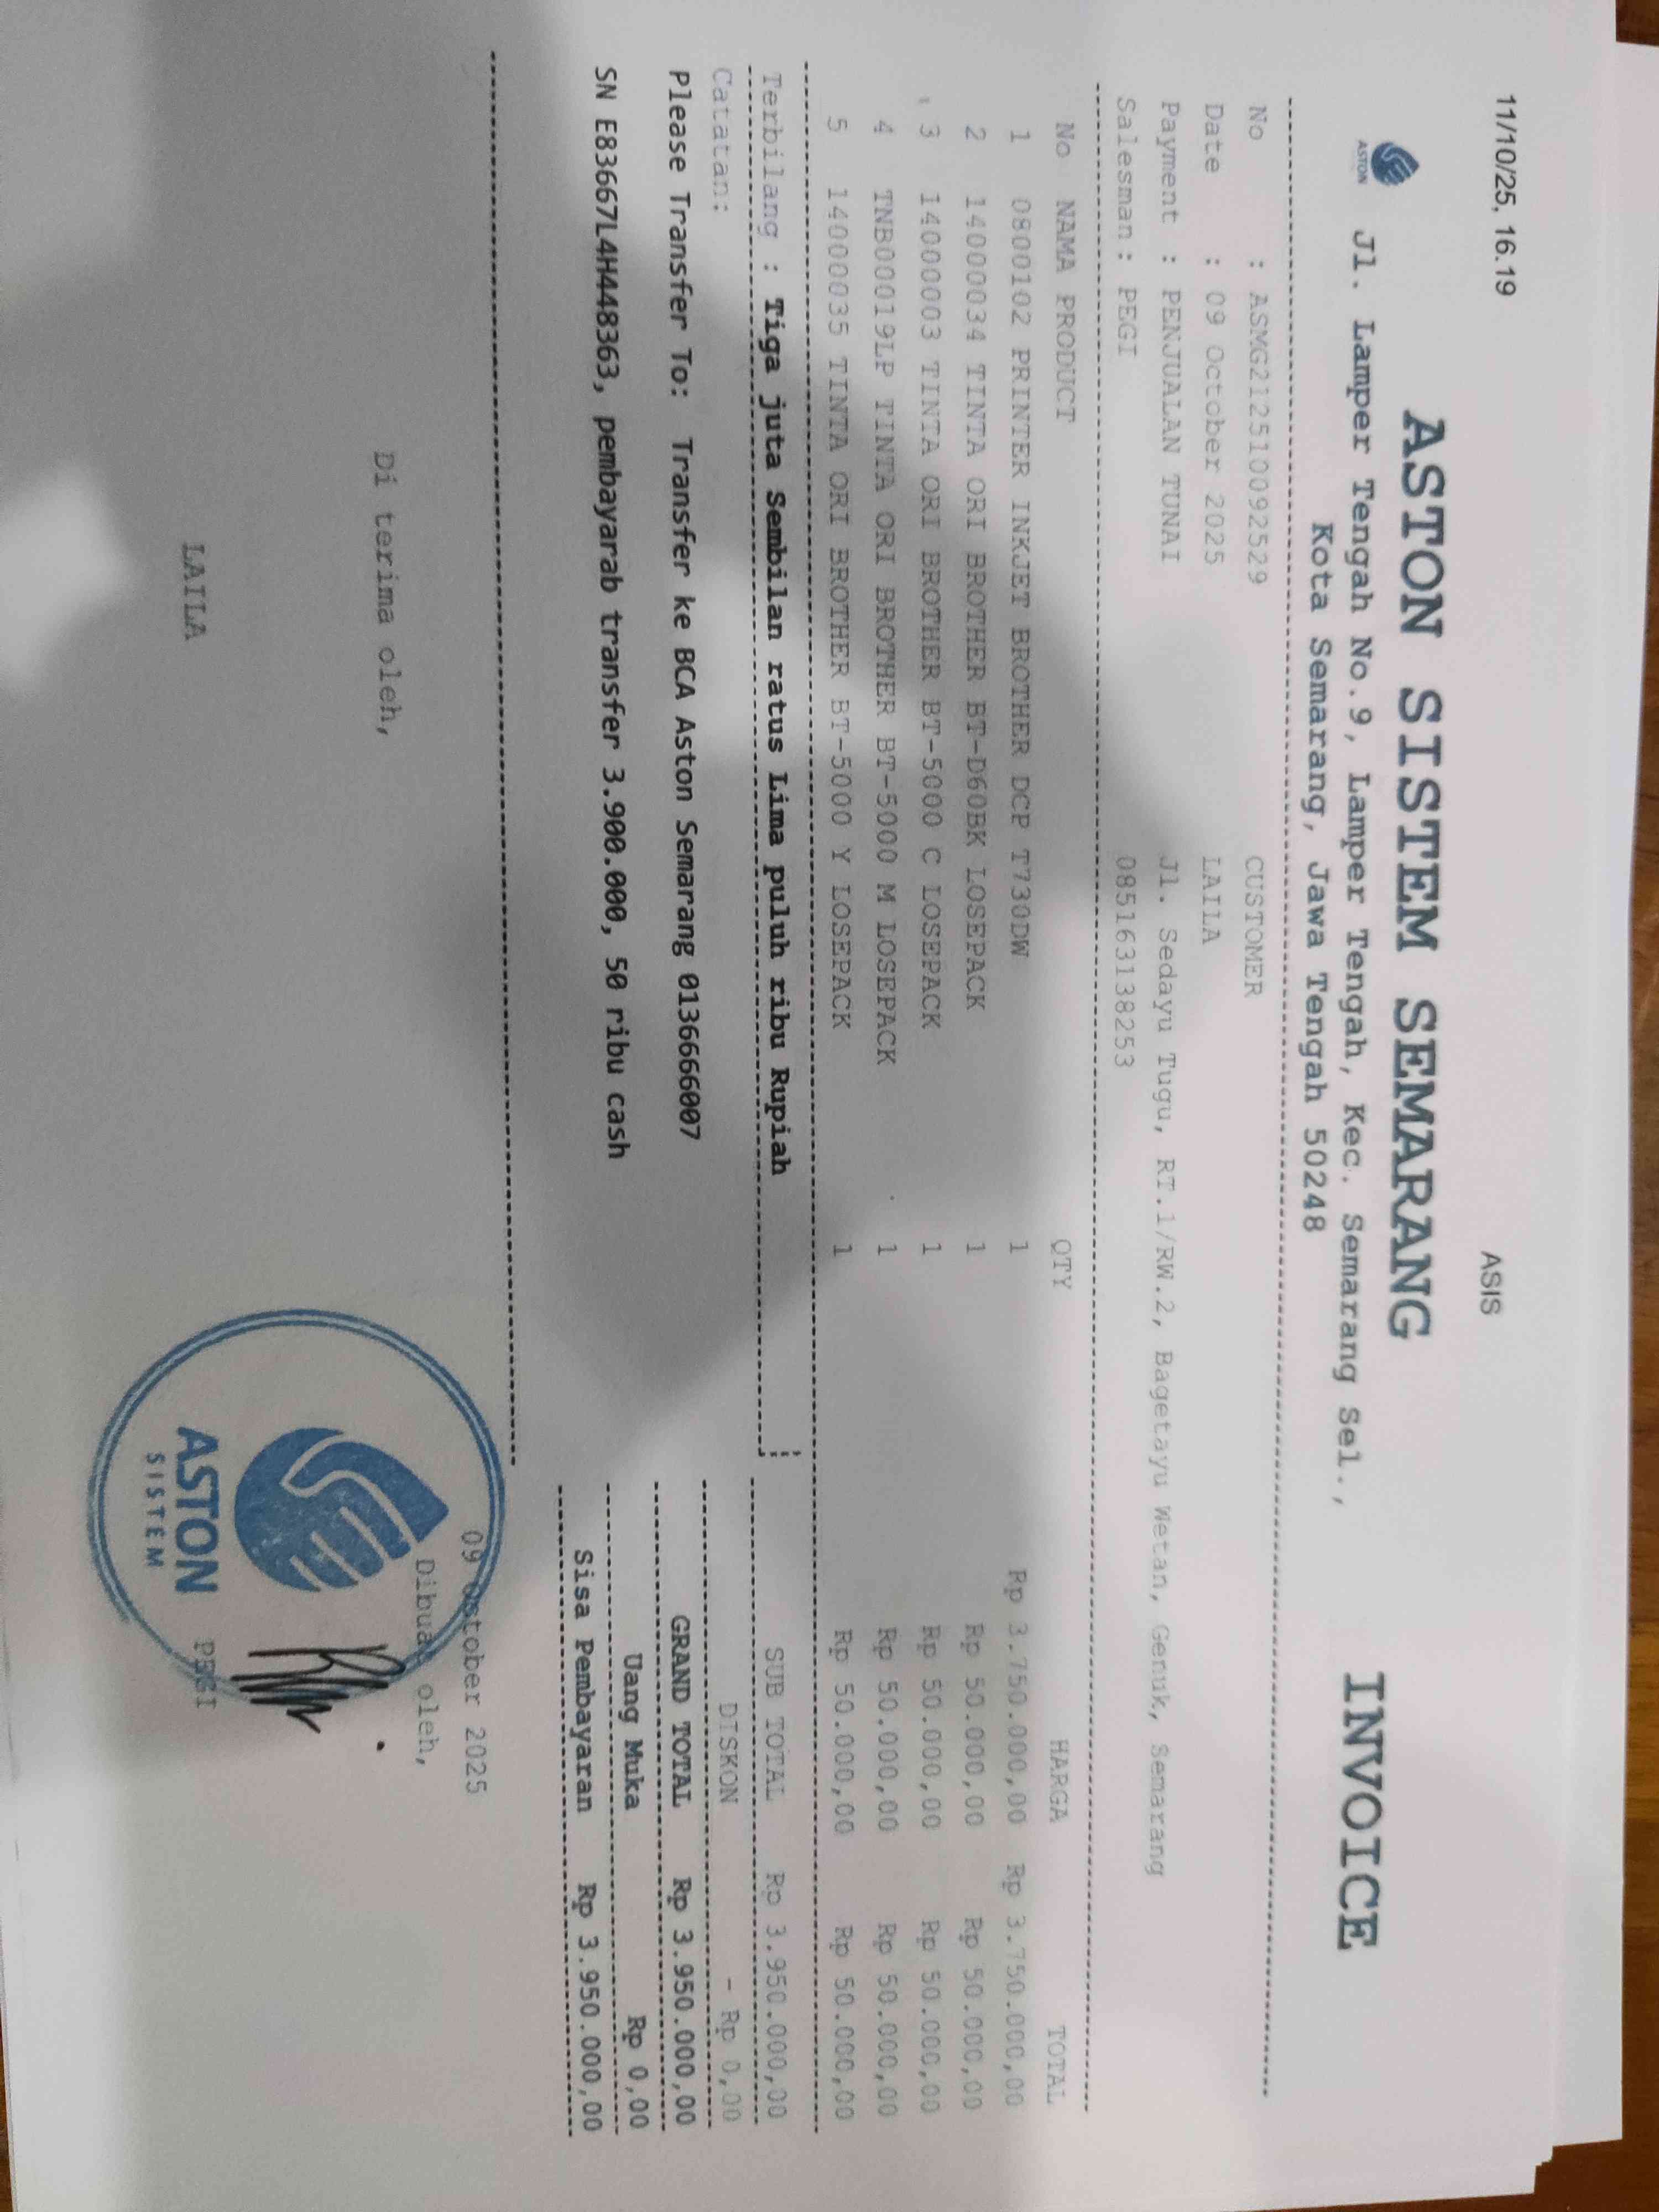 11/10/25, 16.19 ASIS
ASTON SISTEM SEMARANG INVOICE
ASTON
Jl. Lamper Tengah No.9, Lamper Tengah, Kec. Semarang Sel.,
Kota Semarang, Jawa Tengah 50248
No : ASMG2125100092529 CUSTOMER
Date : 09 October 2025 LAILA
Payment : PENJUALAN TUNAI Jl. Sedayu Tugu, RT.1/RW.2, Bagetayu Wetan, Genuk, Semarang
Salesman : PEGI 085163138253
No NAMA PRODUCT QTY HARGA TOTAL
1 0800102 PRINTER INKJET BROTHER DCP T730DW 1 Rp 3.750.000,00 Rp 3.750.000,00
2 14000034 TINTA ORI BROTHER BT-D60BK LOSEPACK 1 Rp 50.000,00 Rp 50.000,00
3 14000003 TINTA ORI BROTHER BT-5000 C LOSEPACK 1 Rp 50.000,00 Rp 50.000,00
4 TNB00019LP TINTA ORI BROTHER BT-5000 M LOSEPACK 1 Rp 50.000,00 Rp 50.000,00
5 14000035 TINTA ORI BROTHER BT-5000 Y LOSEPACK 1 Rp 50.000,00 Rp 50.000,00
Terbilang : Tiga juta Sembilan ratus Lima puluh ribu Rupiah
SUB TOTAL Rp 3.950.000,00
Catatan:
DISKON - Rp 0,00
Please Transfer To: Transfer ke BCA Aston Semarang 0136666007
GRAND TOTAL Rp 3.950.000,00
Uang Muka Rp 0,00
SN E83667L4H448363, pembayarab transfer 3.900.000, 50 ribu cash
Sisa Pembayaran Rp 3.950.000,00
09 October 2025
Di terima oleh, Dibuat oleh,
ASTON
SISTEM
LAILA PEGI